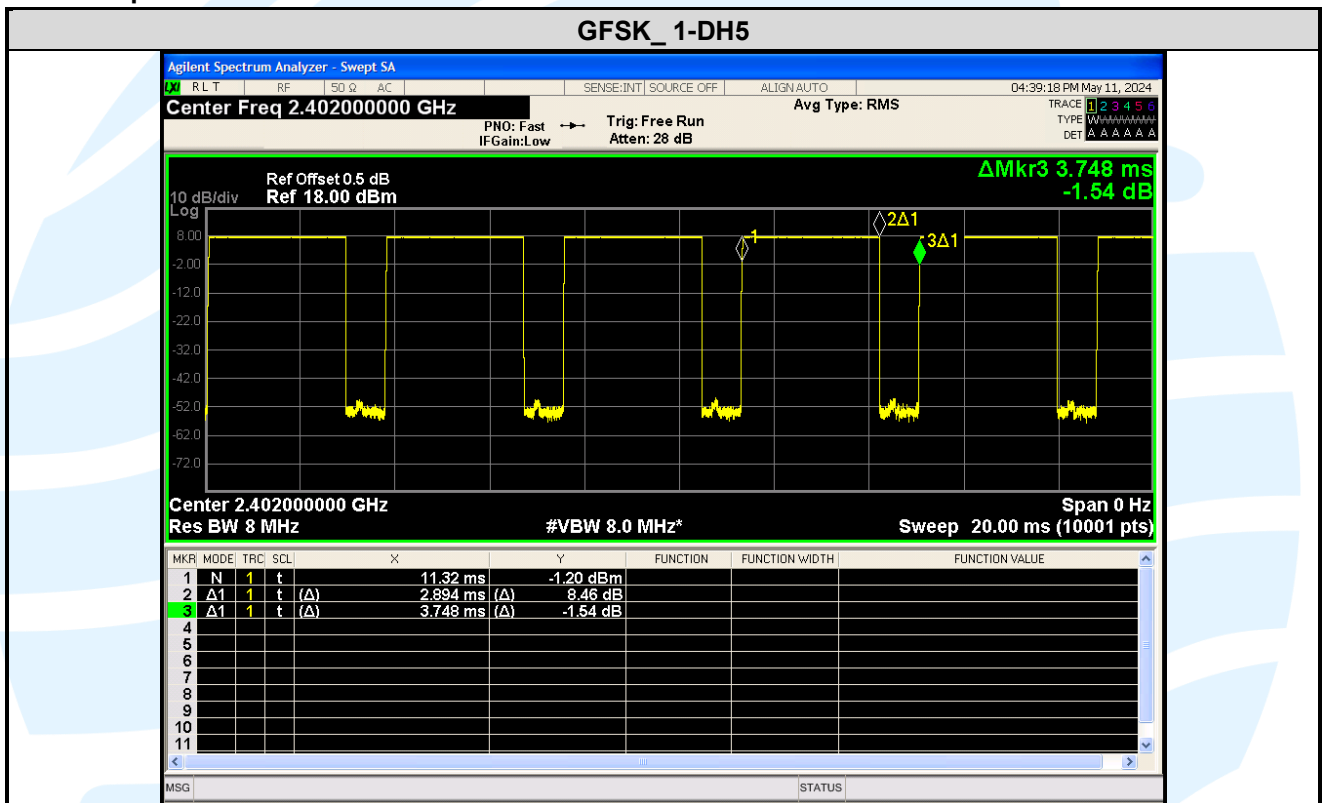 GFSK_ 1-DH5
Agilent Spectrum Analyzer - Swept SA
LXI RLT RF 50 Ω AC SENSE:INT SOURCE OFF ALIGN AUTO 04:39:18 PM May 11, 2024
Center Freq 2.402000000 GHz Avg Type: RMS TRACE 1 2 3 4 5 6
PNO: Fast Trig: Free Run TYPE WWWWWW
IFGain:Low Atten: 28 dB DET A A A A A A
ΔMkr3 3.748 ms
Ref Offset 0.5 dB
10 dB/div Ref 18.00 dBm -1.54 dB
Log
2Δ1
8.00 1 3Δ1
-2.00
-12.0
-22.0
-32.0
-42.0
-52.0
-62.0
-72.0
Center 2.402000000 GHz Span 0 Hz
Res BW 8 MHz #VBW 8.0 MHz* Sweep 20.00 ms (10001 pts)
MKR MODE TRC SCL X Y FUNCTION FUNCTION WIDTH FUNCTION VALUE
1 N 1 t 11.32 ms -1.20 dBm
2 Δ1 1 t (Δ) 2.894 ms (Δ) 8.46 dB
3 Δ1 1 t (Δ) 3.748 ms (Δ) -1.54 dB
4
5
6
7
8
9
10
11
MSG STATUS